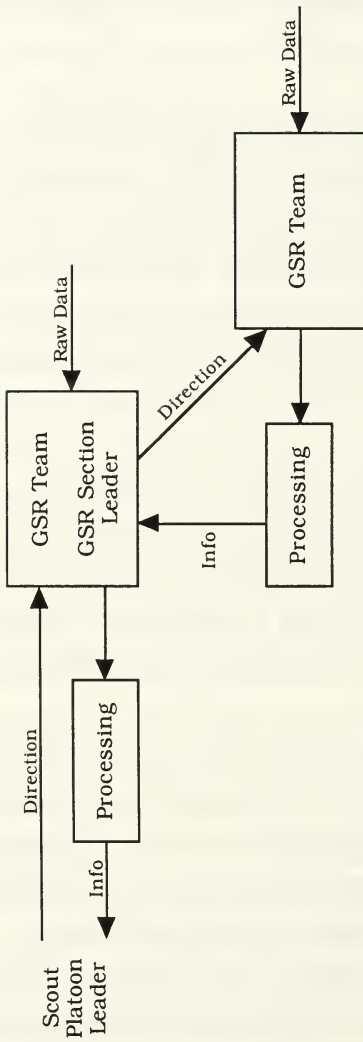 Scout
Platoon
Leader
Direction
Info
Processing
GSR Team
GSR Section
Leader
Raw Data
Direction
Info
Processing
GSR Team
Raw Data